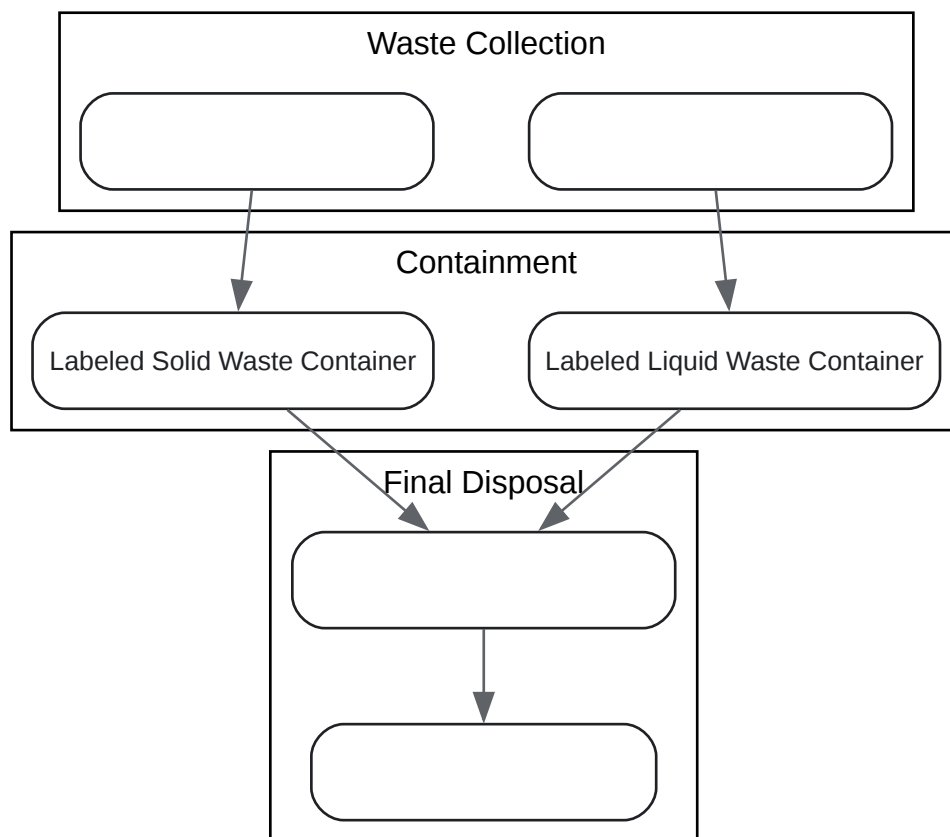 Waste Collection
Containment
Labeled Solid Waste Container
Labeled Liquid Waste Container
Final Disposal